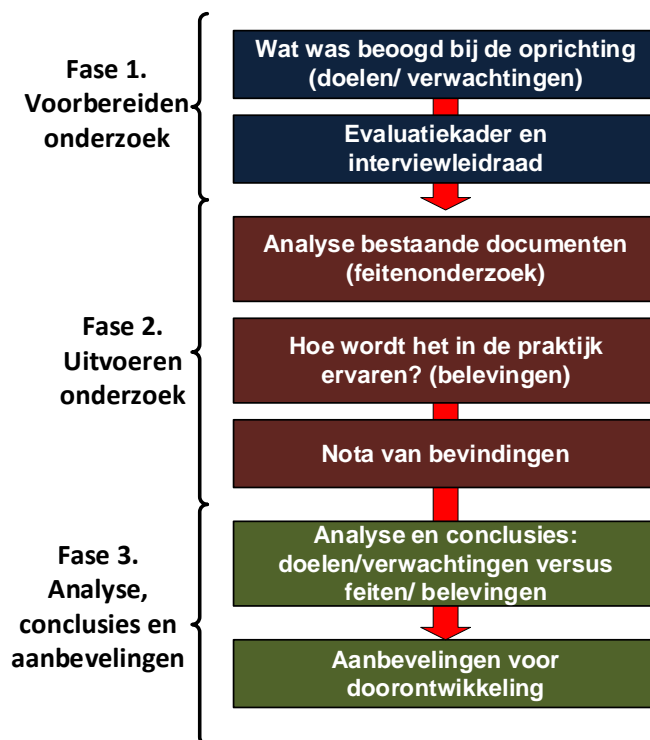 Fase 1.
Voorbereiden
onderzoek
Wat was beoogd bij de oprichting
(doelen/ verwachtingen)
Evaluatiekader en
interviewleidraad
Fase 2.
Uitvoeren
onderzoek
Analyse bestaande documenten
(feitenonderzoek)
Hoe wordt het in de praktijk
ervaren? (belevingen)
Nota van bevindingen
Fase 3.
Analyse,
conclusies en
aanbevelingen
Analyse en conclusies:
doelen/verwachtingen versus
feiten/ belevingen
Aanbevelingen voor
doorontwikkeling